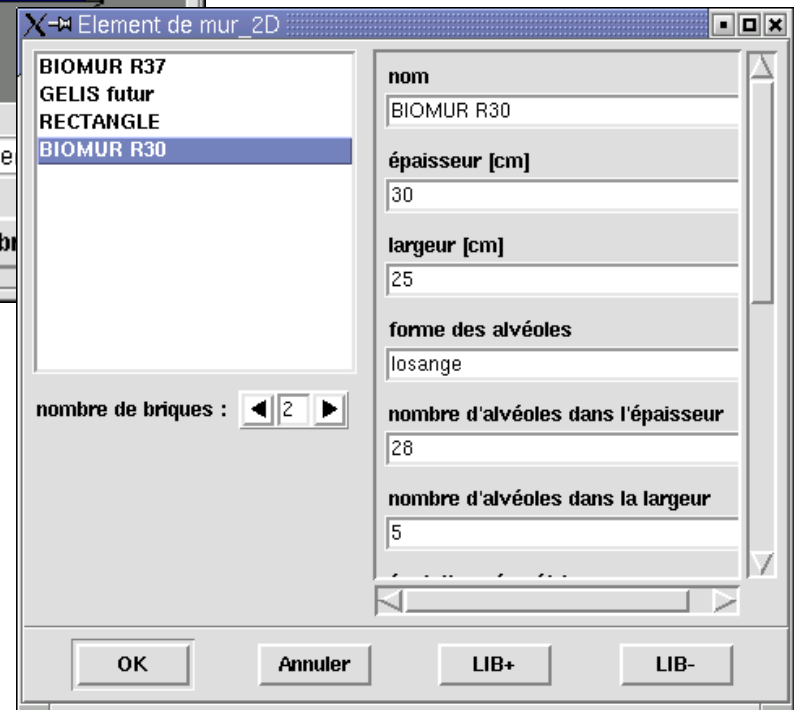 Element de mur_2D
BIOMUR R37
GELIS futur
RECTANGLE
BIOMUR R30
nombre de briques : 2
nom
BIOMUR R30
épaisseur [cm]
30
largeur [cm]
25
forme des alvéoles
losange
nombre d'alvéoles dans l'épaisseur
28
nombre d'alvéoles dans la largeur
5
OK
Annuler
LIB+
LIB-